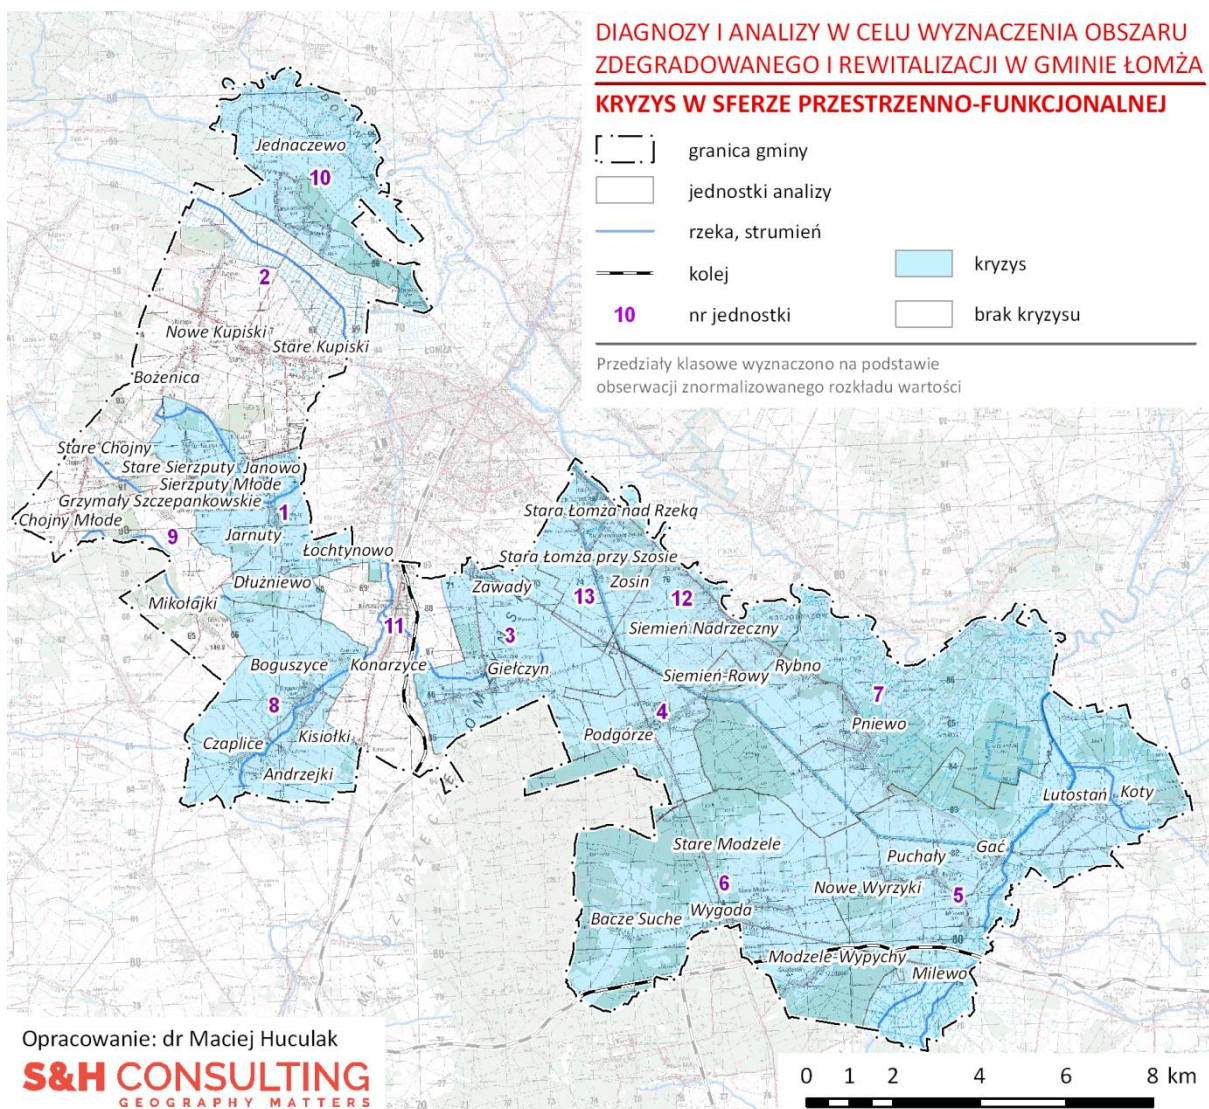 DIAGNOZY I ANALIZY W CELU WYZNACZENIA OBSZARU
ZDEGRADOWANEGO I REWITALIZACJI W GMINIE ŁOMŻA
KRYZYS W SFERZE PRZESTRZENNO-FUNKCJONALNEJ
granica gminy
jednostki analizy
rzeka, strumień
kolej
10 nr jednostki
kryzys
brak kryzysu
Przedziały klasowe wyznaczono na podstawie
obserwacji znormalizowanego rozkładu wartości
Jednaczewo
10
2
Nowe Kupiski
Stare Kupiski
ŁOMŻA
Bożenica
Stare Chojny
Stare Sierzputy
Janowo
Sierzputy Młode
Grzymały Szczepankowskie
Chojny Młode
1
9
Jarnuty
Łochtynowo
Dłużniewo
Mikołajki
11
Boguszyce
Konarzyce
8
Czaplice
Kisiołki
Andrzejki
Stara Łomża nad Rzeką
Stara Łomża przy Szosie
Zawady
Zosin
13
12
3
Siemień Nadrzeczny
Giełczyn
Siemień-Rowy
Rybno
7
4
Podgórze
Pniewo
Lutostań
Koty
Stare Modzele
Puchały
Gać
6
Nowe Wyrzyki
5
Bacze Suche
Wygoda
Modzele-Wypychy
Milewo
Opracowanie: dr Maciej Huculak
S&H CONSULTING
GEOGRAPHY MATTERS
0 1 2 4 6 8 km